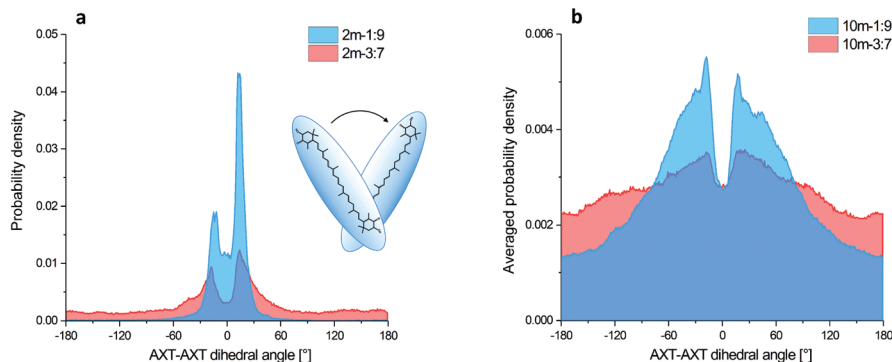 a
2m-1:9
2m-3:7
0.05
0.04
0.03
0.02
0.01
0.00
Probability density
-180
-120
-60
0
60
120
180
AXT-AXT dihedral angle [°]
b
10m-1:9
10m-3:7
0.006
0.004
0.002
0.000
Averaged probability density
-180
-120
-60
0
60
120
180
AXT-AXT dihedral angle [°]